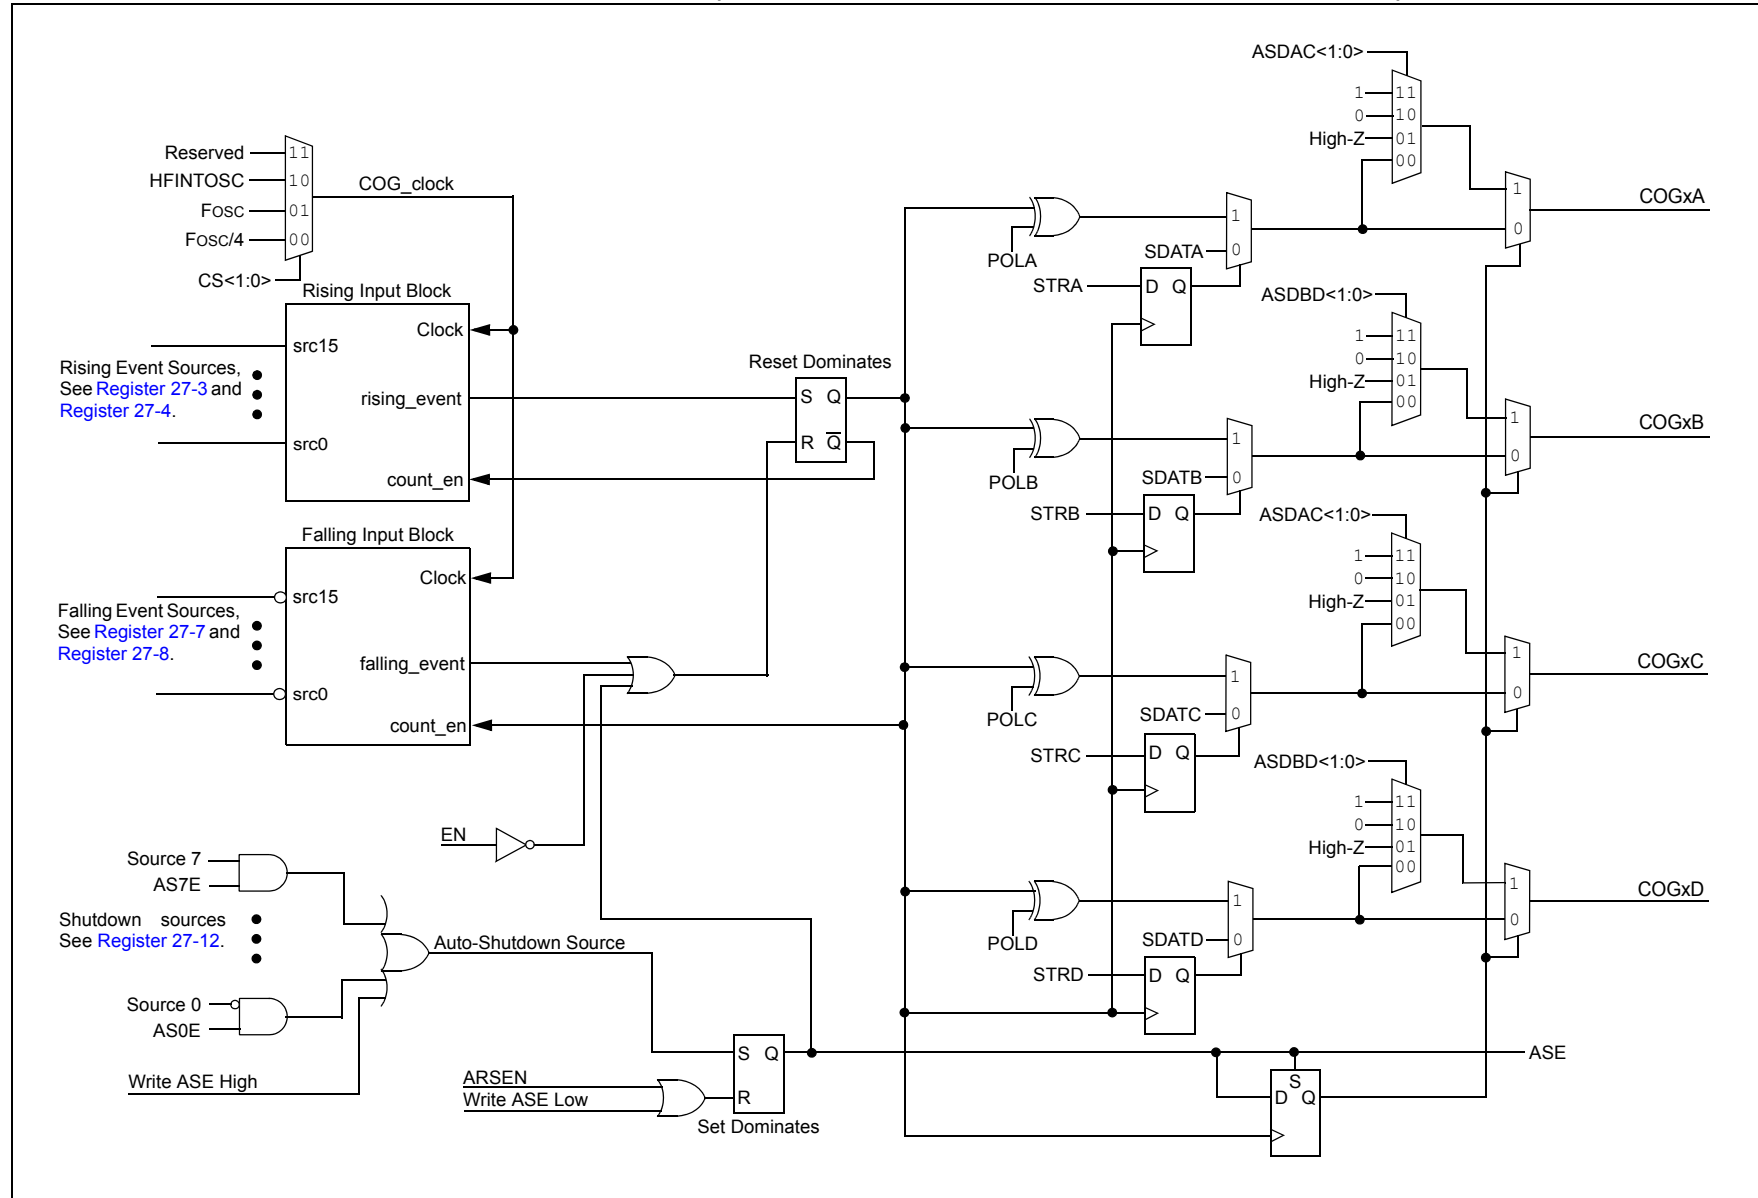 ASDAC<1:0>
1 11
0 10
High-Z 01
00
1
0
COGxA
Reserved 11
HFINTOSC 10
FOSC 01
FOSC/4 00
CS<1:0>
COG_clock
Rising Input Block
Clock
src15
Rising Event Sources,
See Register 27-3 and
Register 27-4.
rising_event
src0
count_en
Reset Dominates
S Q
R Q
Falling Input Block
Clock
src15
Falling Event Sources,
See Register 27-7 and
Register 27-8.
falling_event
src0
count_en
EN
Source 7
AS7E
Shutdown sources
See Register 27-12.
Source 0
AS0E
Write ASE High
Auto-Shutdown Source
ARSEN
Write ASE Low
S Q
R
Set Dominates
POLA
1
SDATA 0
STRA
D Q
ASDBD<1:0>
1 11
0 10
High-Z 01
00
1
0
COGxB
POLB
1
SDATB 0
STRB
D Q
ASDAC<1:0>
1 11
0 10
High-Z 01
00
1
0
COGxC
POLC
1
SDATC 0
STRC
D Q
ASDBD<1:0>
1 11
0 10
High-Z 01
00
1
0
COGxD
POLD
1
SDATD 0
STRD
D Q
ASE
S
D Q